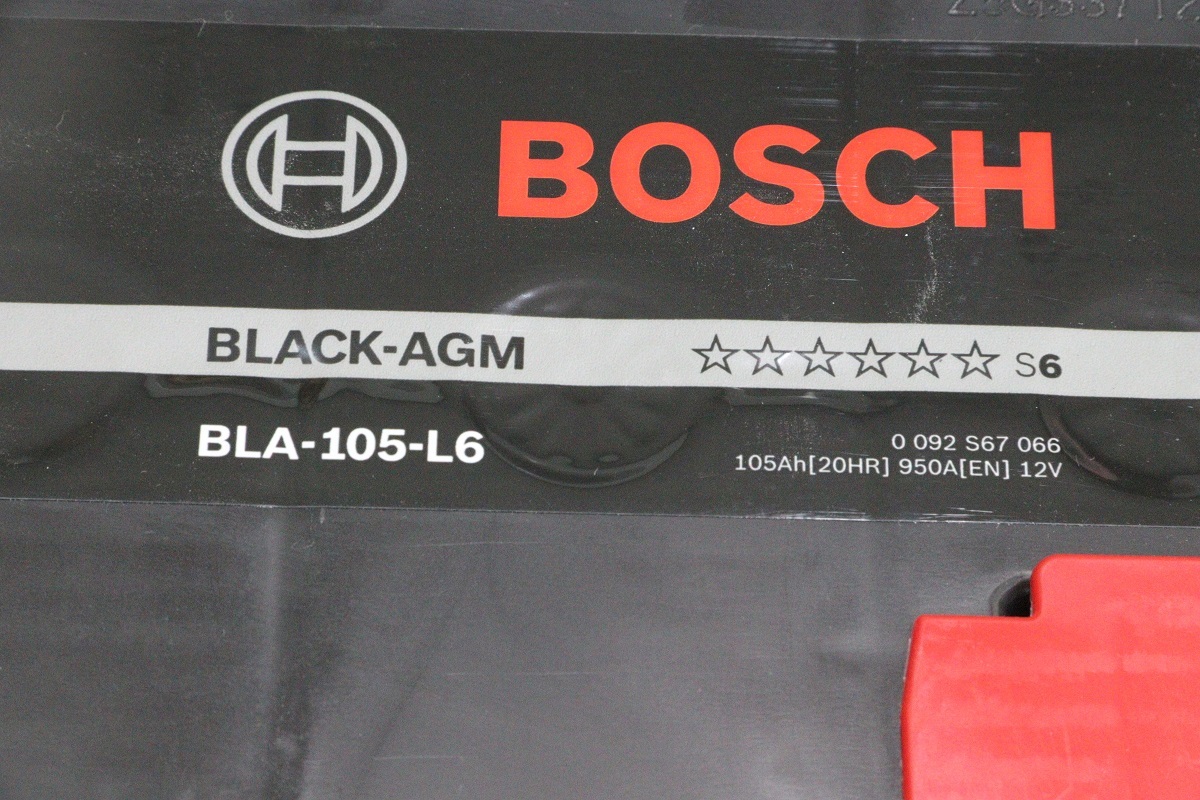 BOSCH
BLACK-AGM ☆☆☆☆☆☆ S6
BLA-105-L6
0 092 S67 066
105Ah[20HR] 950A[EN] 12V